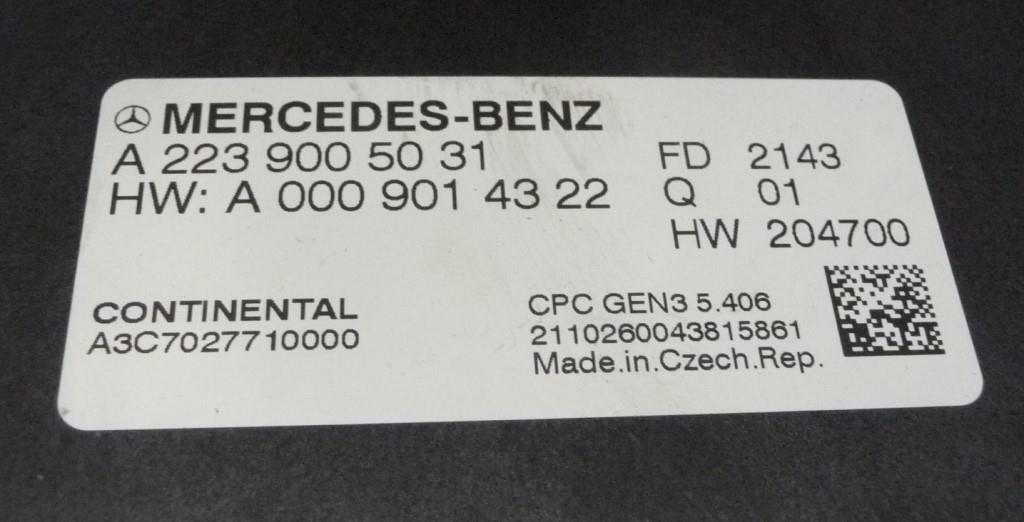 MERCEDES-BENZ
A 223 900 50 31
HW: A 000 901 43 22
FD 2143
Q 01
HW 204700
CONTINENTAL
A3C7027710000
CPC GEN3 5.406
2110260043815861
Made.in.Czech.Rep.